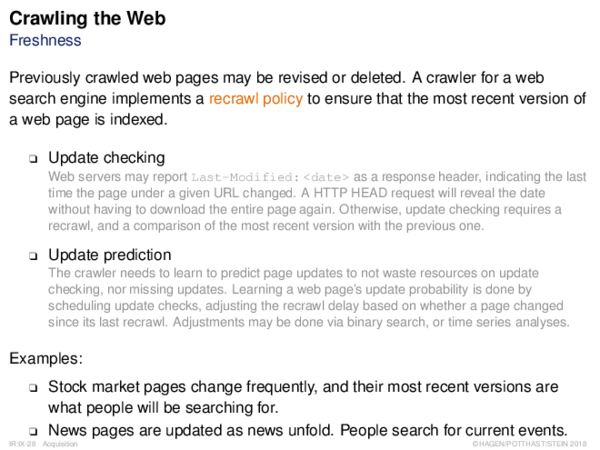 Crawling the Web
Freshness
Previously crawled web pages may be revised or deleted. A crawler for a web
search engine implements a recrawl policy to ensure that the most recent version of
a web page is indexed.
❑ Update checking
Web servers may report Last-Modified: <date> as a response header, indicating the last
time the page under a given URL changed. A HTTP HEAD request will reveal the date
without having to download the entire page again. Otherwise, update checking requires a
recrawl, and a comparison of the most recent version with the previous one.
❑ Update prediction
The crawler needs to learn to predict page updates to not waste resources on update
checking, nor missing updates. Learning a web page's update probability is done by
scheduling update checks, adjusting the recrawl delay based on whether a page changed
since its last recrawl. Adjustments may be done via binary search, or time series analyses.
Examples:
❑ Stock market pages change frequently, and their most recent versions are
what people will be searching for.
❑ News pages are updated as news unfold. People search for current events.
IR:IX-28 Acquisition ©HAGEN/POTTHAST/STEIN 2018